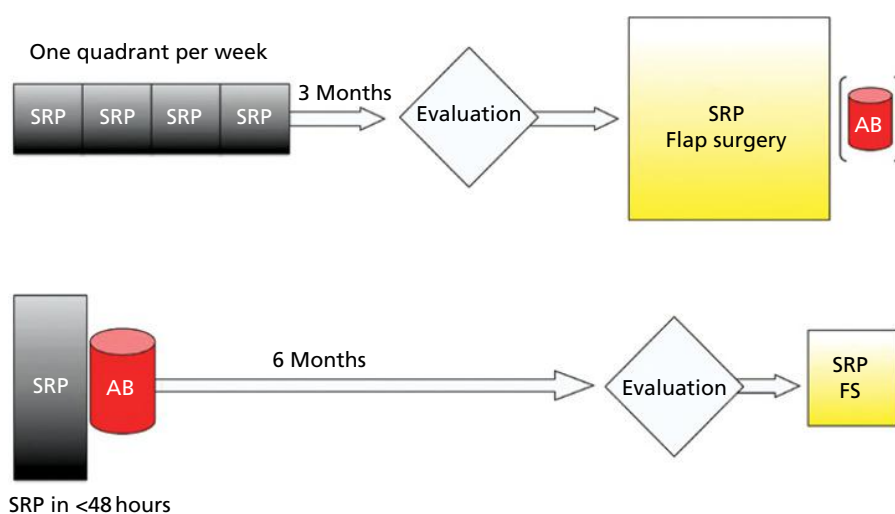 One quadrant per week
SRP SRP SRP SRP
3 Months
Evaluation
SRP
Flap surgery
AB
SRP
AB
6 Months
Evaluation
SRP
FS
SRP in <48 hours